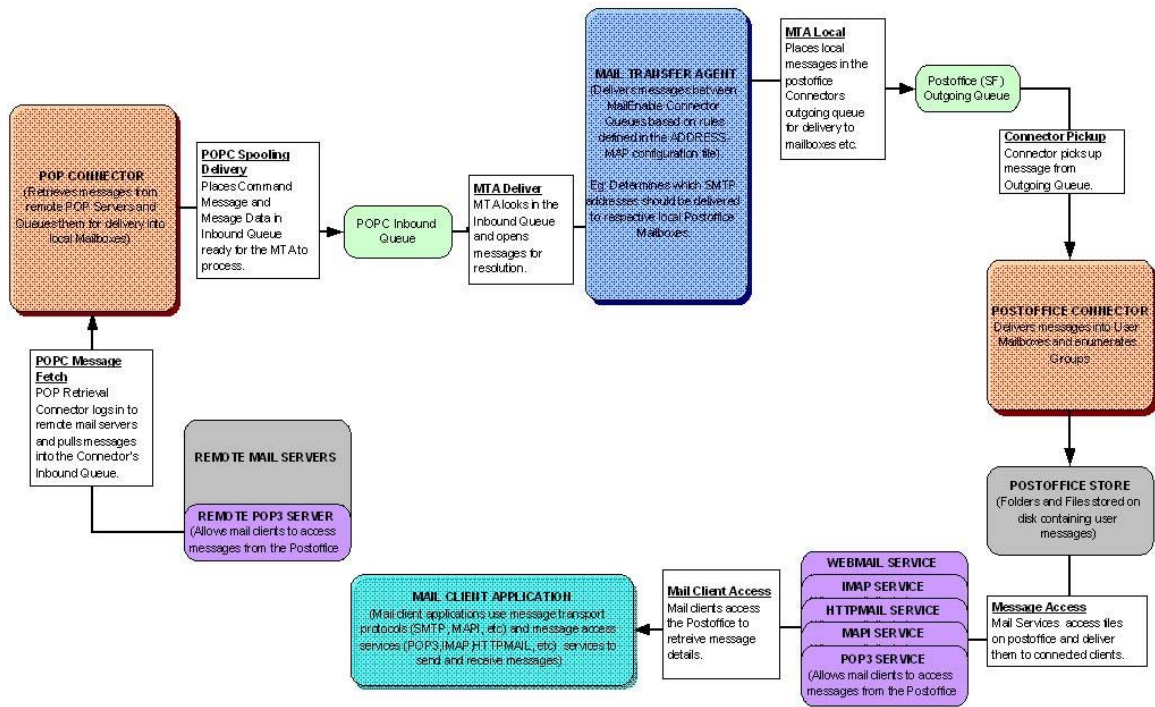 POP CONNECTOR
(Retrieves messages from
remote POP Servers and
Queues them for delivery into
local Mailboxes)
POPC Spooling
Delivery
Places Command
Message and
Message Data in
Inbound Queue
ready for the MTA to
process.
POPC Inbound
Queue
MTA Deliver
MTA looks in the
Inbound Queue
and opens
messages for
resolution.
MAIL TRANSFER AGENT
(Delivers messages between
MailEnable Connector
Queues based on rules
defined in the ADDRESS-
MAP configuration file).
Eg: Determines which SMTP
addresses should be delivered
to respective local Postoffice
Mailboxes.
MTA Local
Places local
messages in the
postoffice
Connectors
outgoing queue
for delivery to
mailboxes etc.
Postoffice (SF)
Outgoing Queue
Connector Pickup
Connector picks up
message from
Outgoing Queue.
POSTOFFICE CONNECTOR
Delivers messages into User
Mailboxes and enumerates
Groups
POPC Message
Fetch
POP Retrieval
Connector logs in to
remote mail servers
and pulls messages
into the Connector's
Inbound Queue.
REMOTE MAIL SERVERS
REMOTE POP3 SERVER
(Allows mail clients to access
messages from the Postoffice
POSTOFFICE STORE
(Folders and Files stored on
disk containing user
messages)
Message Access
Mail Services access files
on postoffice and deliver
them to connected clients.
WEBMAIL SERVICE
IMAP SERVICE
HTTPMAIL SERVICE
MAPI SERVICE
POP3 SERVICE
(Allows mail clients to access
messages from the Postoffice
Mail Client Access
Mail clients access
the Postoffice to
retreive message
details.
MAIL CLIENT APPLICATION
(Mail client applications use message transport
protocols (SMTP, MAPI, etc) and message access
services (POP3,IMAP,HTTPMAIL, etc) services to
send and receive messages)